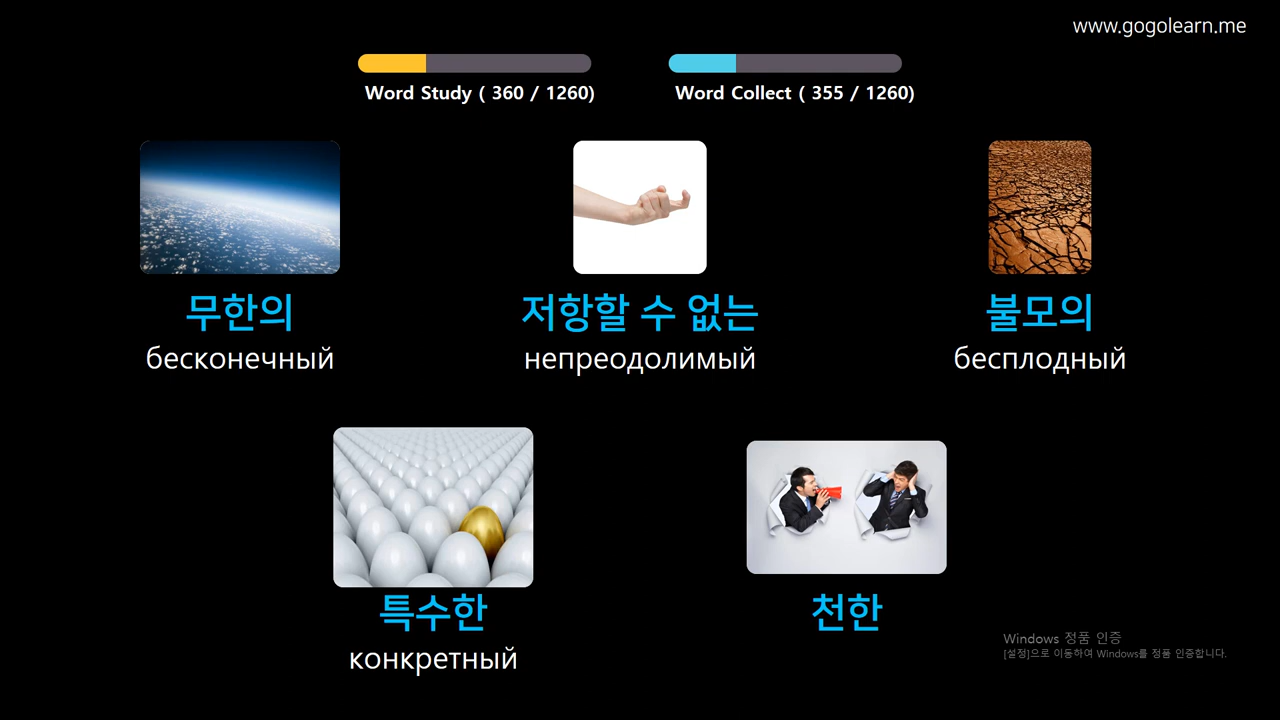 www.gogolearn.me
Word Study ( 360 / 1260)
Word Collect ( 355 / 1260)
무한의
бесконечный
저항할 수 없는
непреодолимый
불모의
бесплодный
특수한
конкретный
천한
Windows 정품 인증
[설정]으로 이동하여 Windows를 정품 인증합니다.